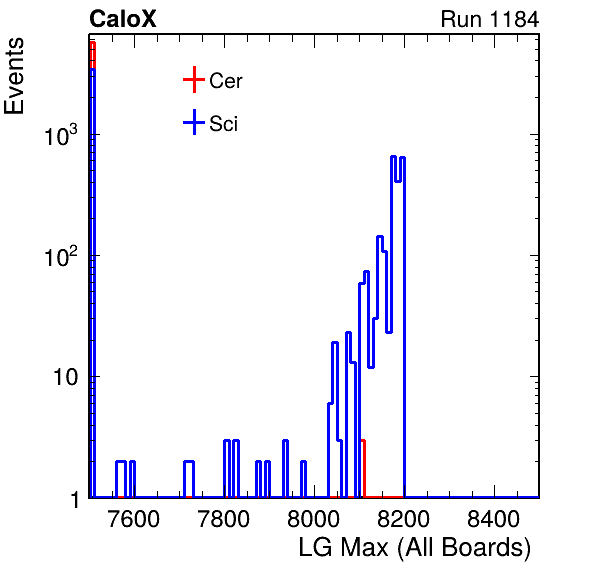 CaloX Run 1184
Events
Cer
Sci
10³
10²
10
1
7600 7800 8000 8200 8400
LG Max (All Boards)